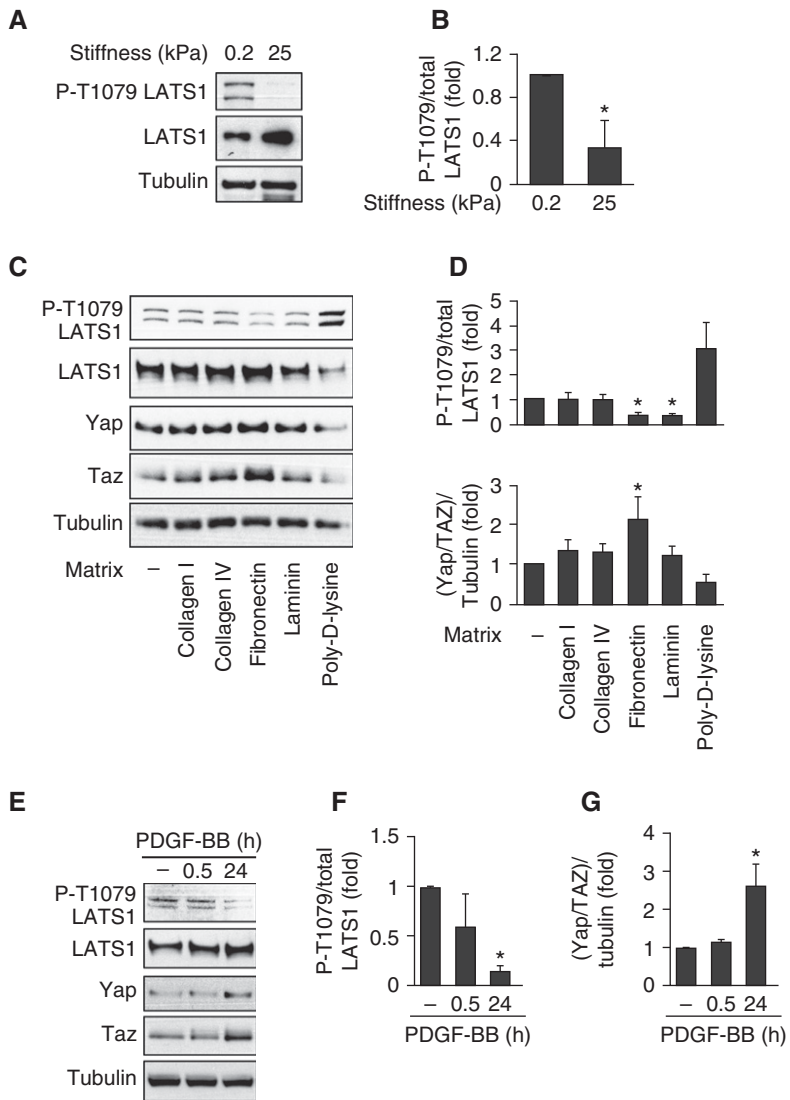 A
Stiffness (kPa) 0.2 25
P-T1079 LATS1
LATS1
Tubulin
B
P-T1079/total
LATS1 (fold)
1.2
0.8
0.4
0
*
Stiffness (kPa) 0.2 25
C
P-T1079
LATS1
LATS1
Yap
Taz
Tubulin
Matrix – Collagen I Collagen IV Fibronectin Laminin Poly-D-lysine
D
P-T1079/total
LATS1 (fold)
5
4
3
2
1
0
* *
(Yap/TAZ)/
Tubulin (fold)
3
2
1
0
*
Matrix – Collagen I Collagen IV Fibronectin Laminin Poly-D-lysine
E
PDGF-BB (h)
– 0.5 24
P-T1079
LATS1
LATS1
Yap
Taz
Tubulin
F
P-T1079/total
LATS1 (fold)
1.5
1
0.5
0
*
– 0.5 24
PDGF-BB (h)
G
(Yap/TAZ)/
tubulin (fold)
4
3
2
1
0
*
– 0.5 24
PDGF-BB (h)